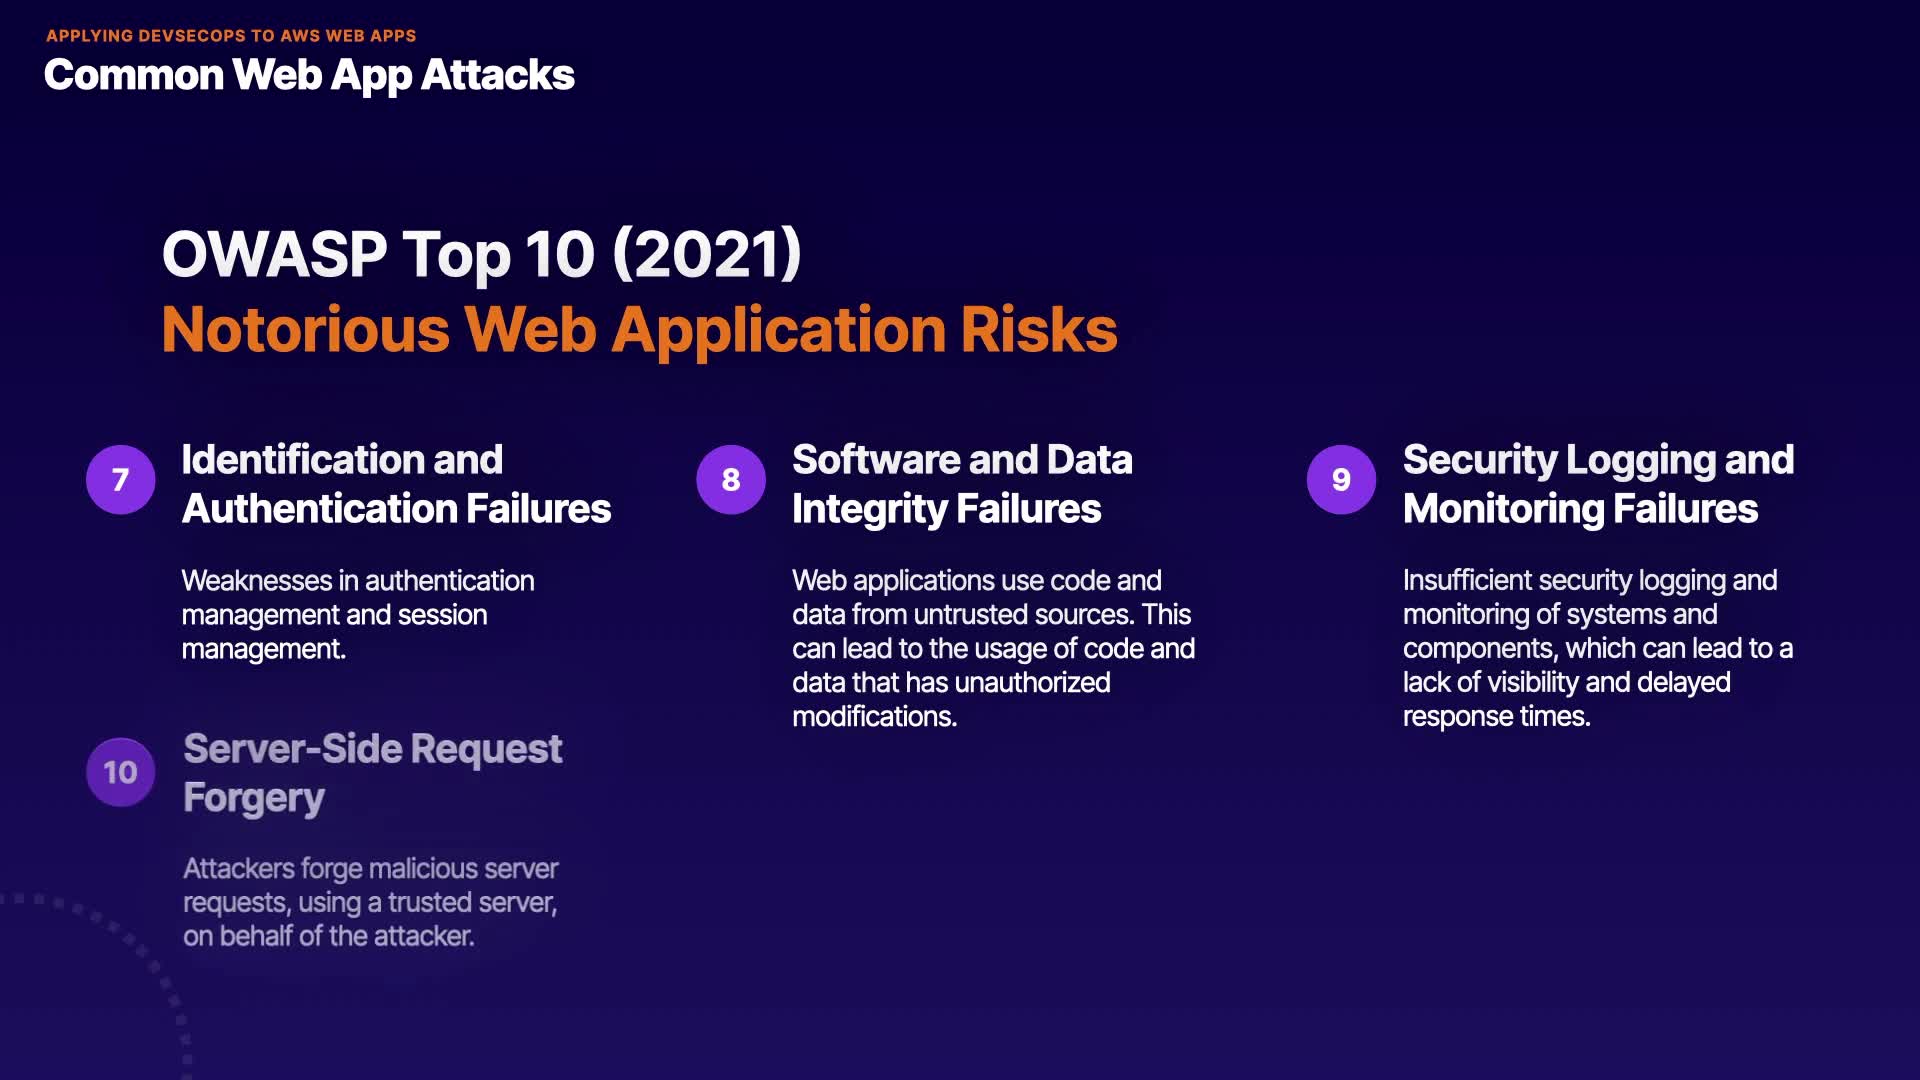 APPLYING DEVSECOPS TO AWS WEB APPS
Common Web App Attacks
OWASP Top 10 (2021)
Notorious Web Application Risks
7
Identification and
Authentication Failures
Weaknesses in authentication
management and session
management.
8
Software and Data
Integrity Failures
Web applications use code and
data from untrusted sources. This
can lead to the usage of code and
data that has unauthorized
modifications.
9
Security Logging and
Monitoring Failures
Insufficient security logging and
monitoring of systems and
components, which can lead to a
lack of visibility and delayed
response times.
10
Server-Side Request
Forgery
Attackers forge malicious server
requests, using a trusted server,
on behalf of the attacker.